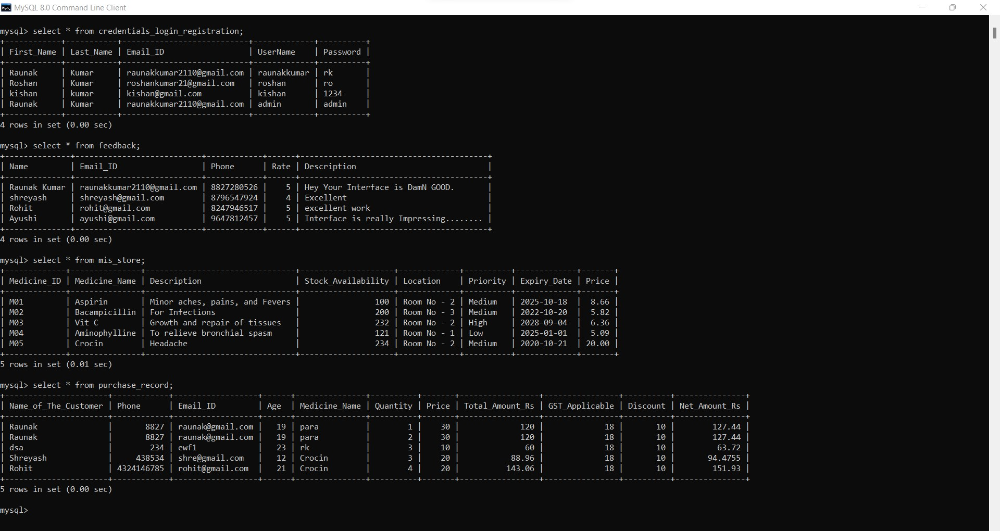 MySQL 8.0 Command Line Client
mysql> select * from credentials_login_registration;
+------------+-----------+---------------------------+-------------+----------+
| First_Name | Last_Name | Email_ID                  | UserName    | Password |
+------------+-----------+---------------------------+-------------+----------+
| Raunak     | Kumar     | raunakkumar2110@gmail.com | raunakkumar | rk       |
| Roshan     | Kumar     | roshankumar21@gmail.com   | roshan      | ro       |
| kishan     | kumar     | kishan@gmail.com          | kishan      | 1234     |
| Raunak     | Kumar     | raunakkumar2110@gmail.com | admin       | admin    |
+------------+-----------+---------------------------+-------------+----------+
4 rows in set (0.00 sec)
mysql> select * from feedback;
+--------------+---------------------------+------------+------+----------------------------------------+
| Name         | Email_ID                  | Phone      | Rate | Description                            |
+--------------+---------------------------+------------+------+----------------------------------------+
| Raunak Kumar | raunakkumar2110@gmail.com | 8827280526 |    5 | Hey Your Interface is DamN GOOD.       |
| shreyash     | shreyash@gmail.com        | 8796547924 |    4 | Excellent                              |
| Rohit        | rohit@gmail.com           | 8247946517 |    5 | excellent work                         |
| Ayushi       | ayushi@gmail.com          | 9647812457 |    5 | Interface is really Impressing........ |
+--------------+---------------------------+------------+------+----------------------------------------+
4 rows in set (0.00 sec)
mysql> select * from mis_store;
+-------------+---------------+--------------------------------+--------------------+-------------+----------+-------------+-------+
| Medicine_ID | Medicine_Name | Description                    | Stock_Availability | Location    | Priority | Expiry_Date | Price |
+-------------+---------------+--------------------------------+--------------------+-------------+----------+-------------+-------+
| M01         | Aspirin       | Minor aches, pains, and Fevers |                100 | Room No - 2 | Medium   | 2025-10-18  |  8.66 |
| M02         | Bacampicillin | For Infections                 |                200 | Room No - 3 | Medium   | 2022-10-20  |  5.82 |
| M03         | Vit C         | Growth and repair of tissues   |                232 | Room No - 2 | High     | 2028-09-04  |  6.36 |
| M04         | Aminophylline | To relieve bronchial spasm     |                121 | Room No - 1 | Low      | 2025-01-01  |  5.09 |
| M05         | Crocin        | Headache                       |                234 | Room No - 2 | Medium   | 2020-10-21  | 20.00 |
+-------------+---------------+--------------------------------+--------------------+-------------+----------+-------------+-------+
5 rows in set (0.01 sec)
mysql> select * from purchase_record;
+----------------------+------------+------------------+------+---------------+----------+-------+-----------------+----------------+----------+---------------+
| Name_of_The_Customer | Phone      | Email_ID         | Age  | Medicine_Name | Quantity | Price | Total_Amount_Rs | GST_Applicable | Discount | Net_Amount_Rs |
+----------------------+------------+------------------+------+---------------+----------+-------+-----------------+----------------+----------+---------------+
| Raunak               |       8827 | raunak@gmail.com |   19 | para          |        1 |    30 |             120 |             18 |       10 |        127.44 |
| Raunak               |       8827 | raunak@gmail.com |   19 | para          |        2 |    30 |             120 |             18 |       10 |        127.44 |
| dsa                  |        234 | ewf1             |   23 | rk            |        3 |    10 |              60 |             18 |       10 |         63.72 |
| Shreyash             |     438534 | shre@gmail.com   |   12 | Crocin        |        3 |    20 |           88.96 |             18 |       10 |       94.4755 |
| Rohit                | 4324146785 | rohit@gmail.com  |   21 | Crocin        |        4 |    20 |          143.06 |             18 |       10 |        151.93 |
+----------------------+------------+------------------+------+---------------+----------+-------+-----------------+----------------+----------+---------------+
5 rows in set (0.00 sec)
mysql>